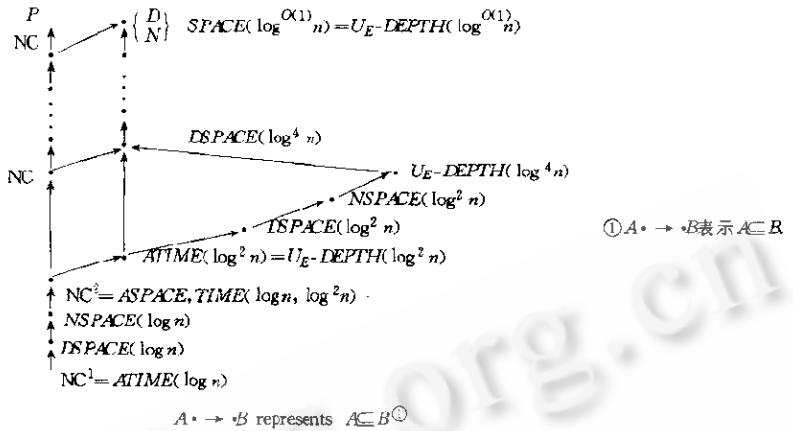 P
{D N} SPACE(log^{O(1)} n)=U_E-DEPTH(log^{O(1)} n)
NC
DSPACE(log^4 n)
NC
U_E-DEPTH(log^4 n)
NSPACE(log^2 n)
DSPACE(log^2 n)
①A· → ·B表示A⊆B
ATIME(log^2 n)=U_E-DEPTH(log^2 n)
NC^2=ASPACE,TIME(log n, log^2 n)
NSPACE(log n)
DSPACE(log n)
NC^1=ATIME(log n)
A· → ·B represents A⊆B①
org.cn